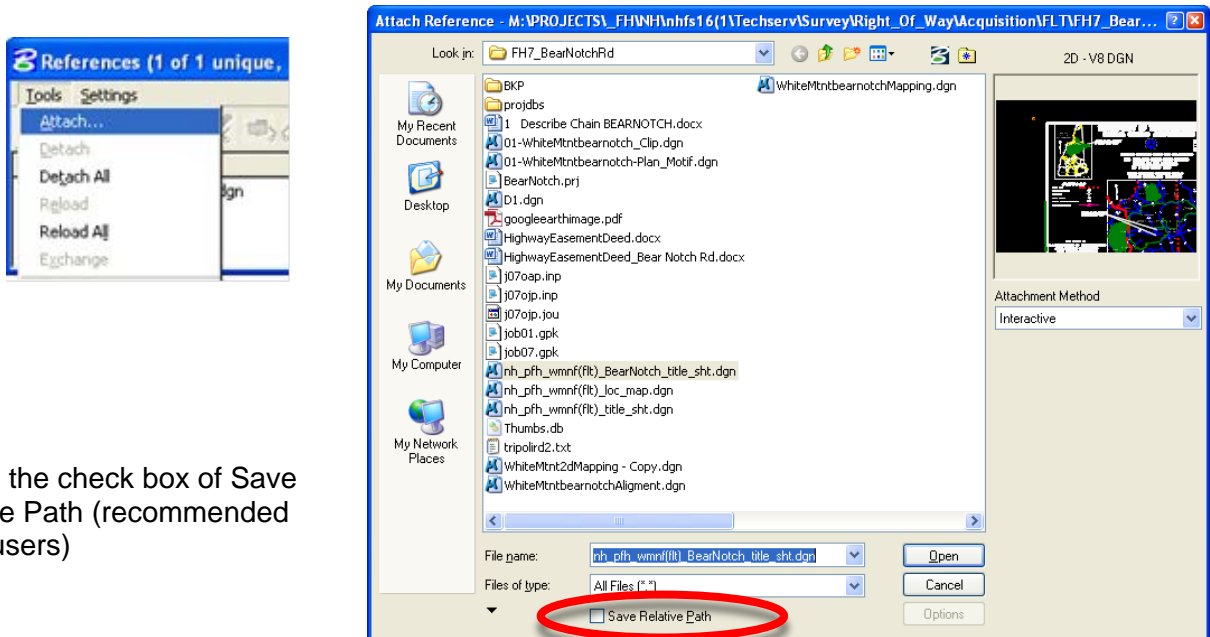 References (1 of 1 unique,
Tools Settings
Attach...
Detach
Detach All
Reload
Reload All
Exchange
dgn
the check box of Save
e Path (recommended
users)
Attach Reference - M:\PROJECTS\_FH\NH\nhfs16(1\Techserv\Survey\Right_Of_Way\Acquisition\FLT\FH7_Bear...
Look in: FH7_BearNotchRd
2D - V8 DGN
My Recent Documents
Desktop
My Documents
My Computer
My Network Places
BKP
projdbs
1 Describe Chain BEARNOTCH.docx
01-WhiteMtntbearnotch_Clip.dgn
01-WhiteMtntbearnotch-Plan_Motif.dgn
BearNotch.prj
D1.dgn
googleearthimage.pdf
HighwayEasementDeed.docx
HighwayEasementDeed_Bear Notch Rd.docx
j07oap.inp
j07ojp.inp
j07ojp.jou
job01.gpk
job07.gpk
nh_pfh_wmnf(flt)_BearNotch_title_sht.dgn
nh_pfh_wmnf(flt)_loc_map.dgn
nh_pfh_wmnf(flt)_title_sht.dgn
Thumbs.db
tripolird2.txt
WhiteMtnt2dMapping - Copy.dgn
WhiteMtntbearnotchAligment.dgn
WhiteMtntbearnotchMapping.dgn
Attachment Method
Interactive
File name: nh_pfh_wmnf(flt)_BearNotch_title_sht.dgn Open
Files of type: All Files (*.*) Cancel
Save Relative Path Options